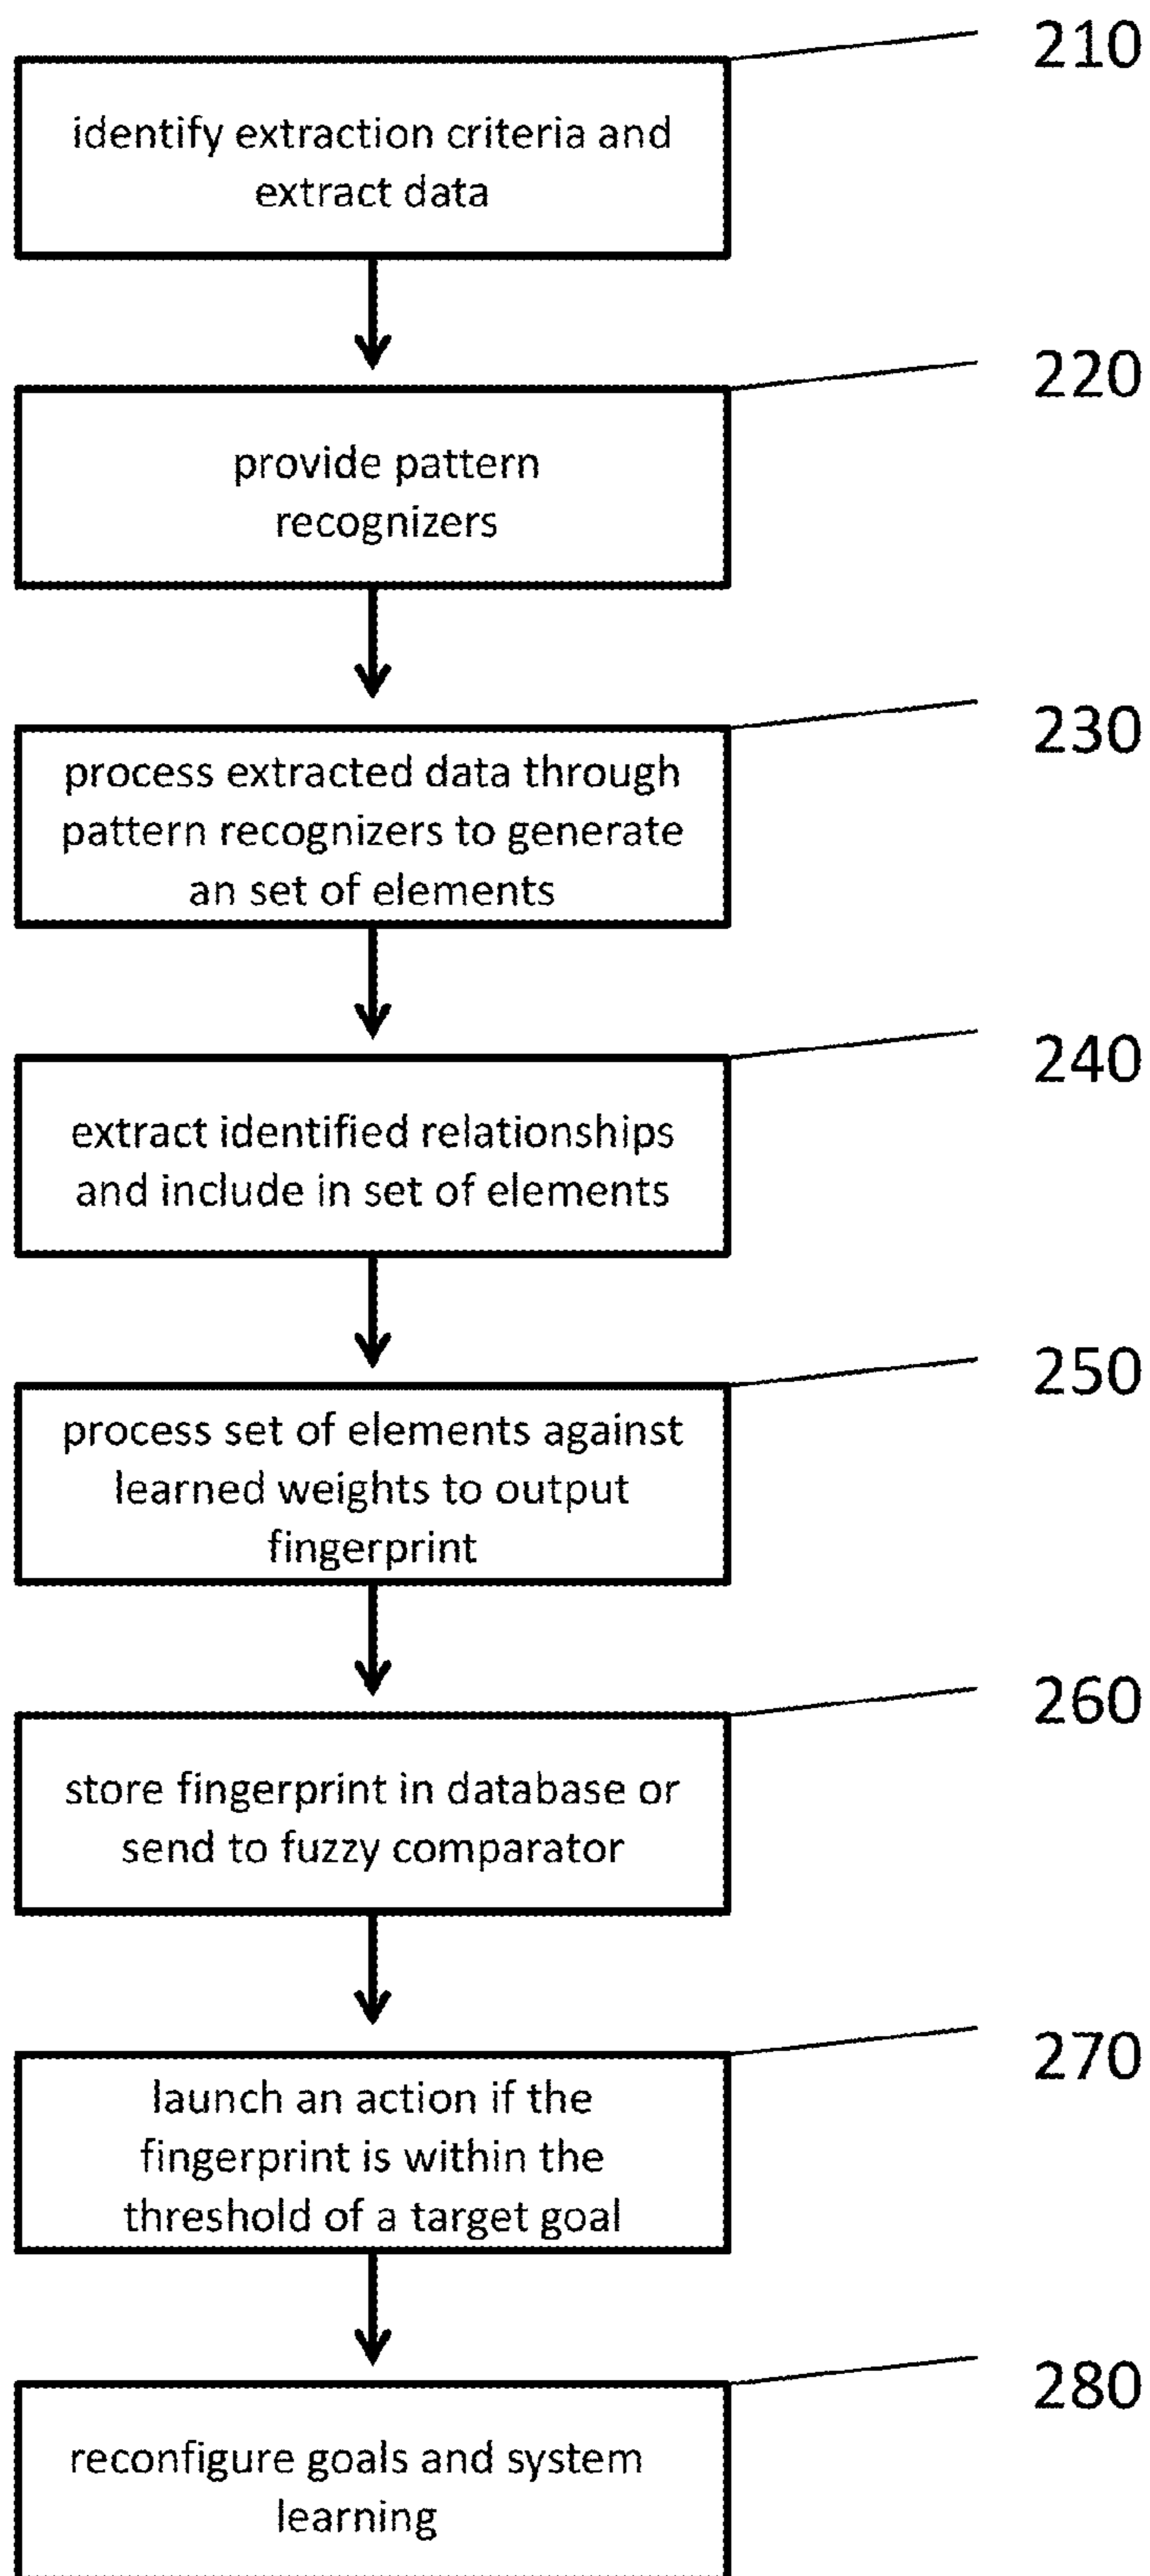 210
identify extraction criteria and
extract data
220
provide pattern
recognizers
230
process extracted data through
pattern recognizers to generate
an set of elements
240
extract identified relationships
and include in set of elements
250
process set of elements against
learned weights to output
fingerprint
260
store fingerprint in database or
send to fuzzy comparator
270
launch an action if the
fingerprint is within the
threshold of a target goal
280
reconfigure goals and system
learning